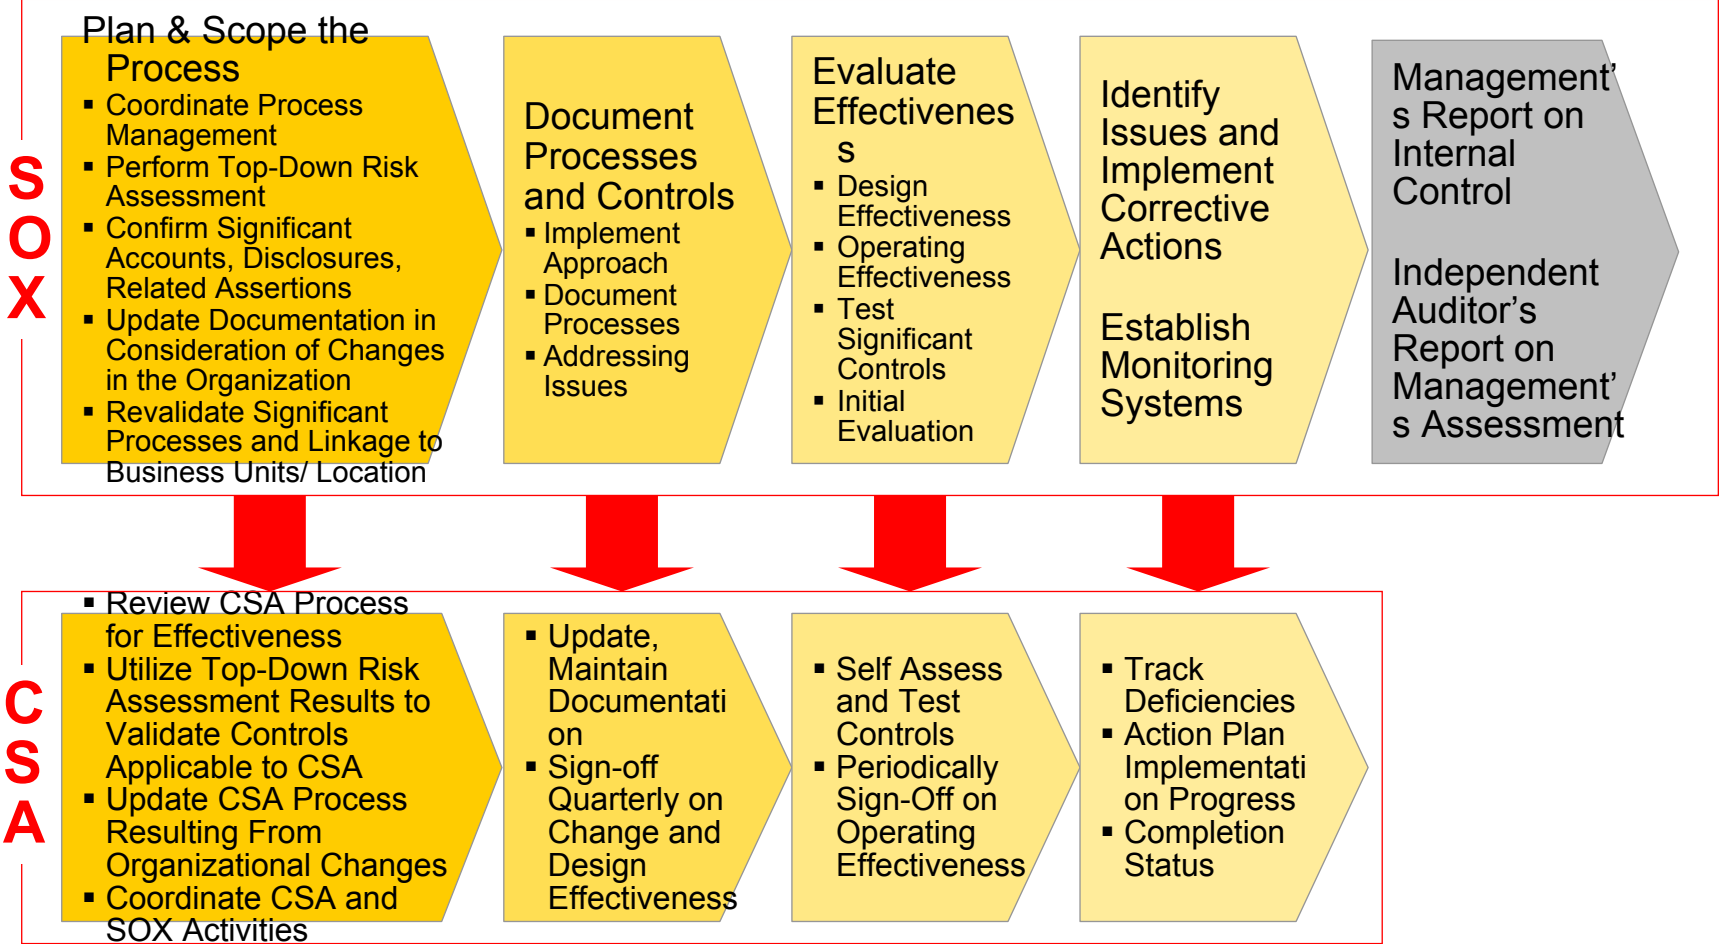 S
O
X
Plan & Scope the
Process
▪ Coordinate Process
Management
▪ Perform Top-Down Risk
Assessment
▪ Confirm Significant
Accounts, Disclosures,
Related Assertions
▪ Update Documentation in
Consideration of Changes
in the Organization
▪ Revalidate Significant
Processes and Linkage to
Business Units/ Location
Document
Processes
and Controls
▪ Implement
Approach
▪ Document
Processes
▪ Addressing
Issues
Evaluate
Effectivenes
s
▪ Design
Effectiveness
▪ Operating
Effectiveness
▪ Test
Significant
Controls
▪ Initial
Evaluation
Identify
Issues and
Implement
Corrective
Actions
Establish
Monitoring
Systems
Management’
s Report on
Internal
Control
Independent
Auditor’s
Report on
Management’
s Assessment
C
S
A
▪ Review CSA Process
for Effectiveness
▪ Utilize Top-Down Risk
Assessment Results to
Validate Controls
Applicable to CSA
▪ Update CSA Process
Resulting From
Organizational Changes
▪ Coordinate CSA and
SOX Activities
▪ Update,
Maintain
Documentati
on
▪ Sign-off
Quarterly on
Change and
Design
Effectiveness
▪ Self Assess
and Test
Controls
▪ Periodically
Sign-Off on
Operating
Effectiveness
▪ Track
Deficiencies
▪ Action Plan
Implementati
on Progress
▪ Completion
Status